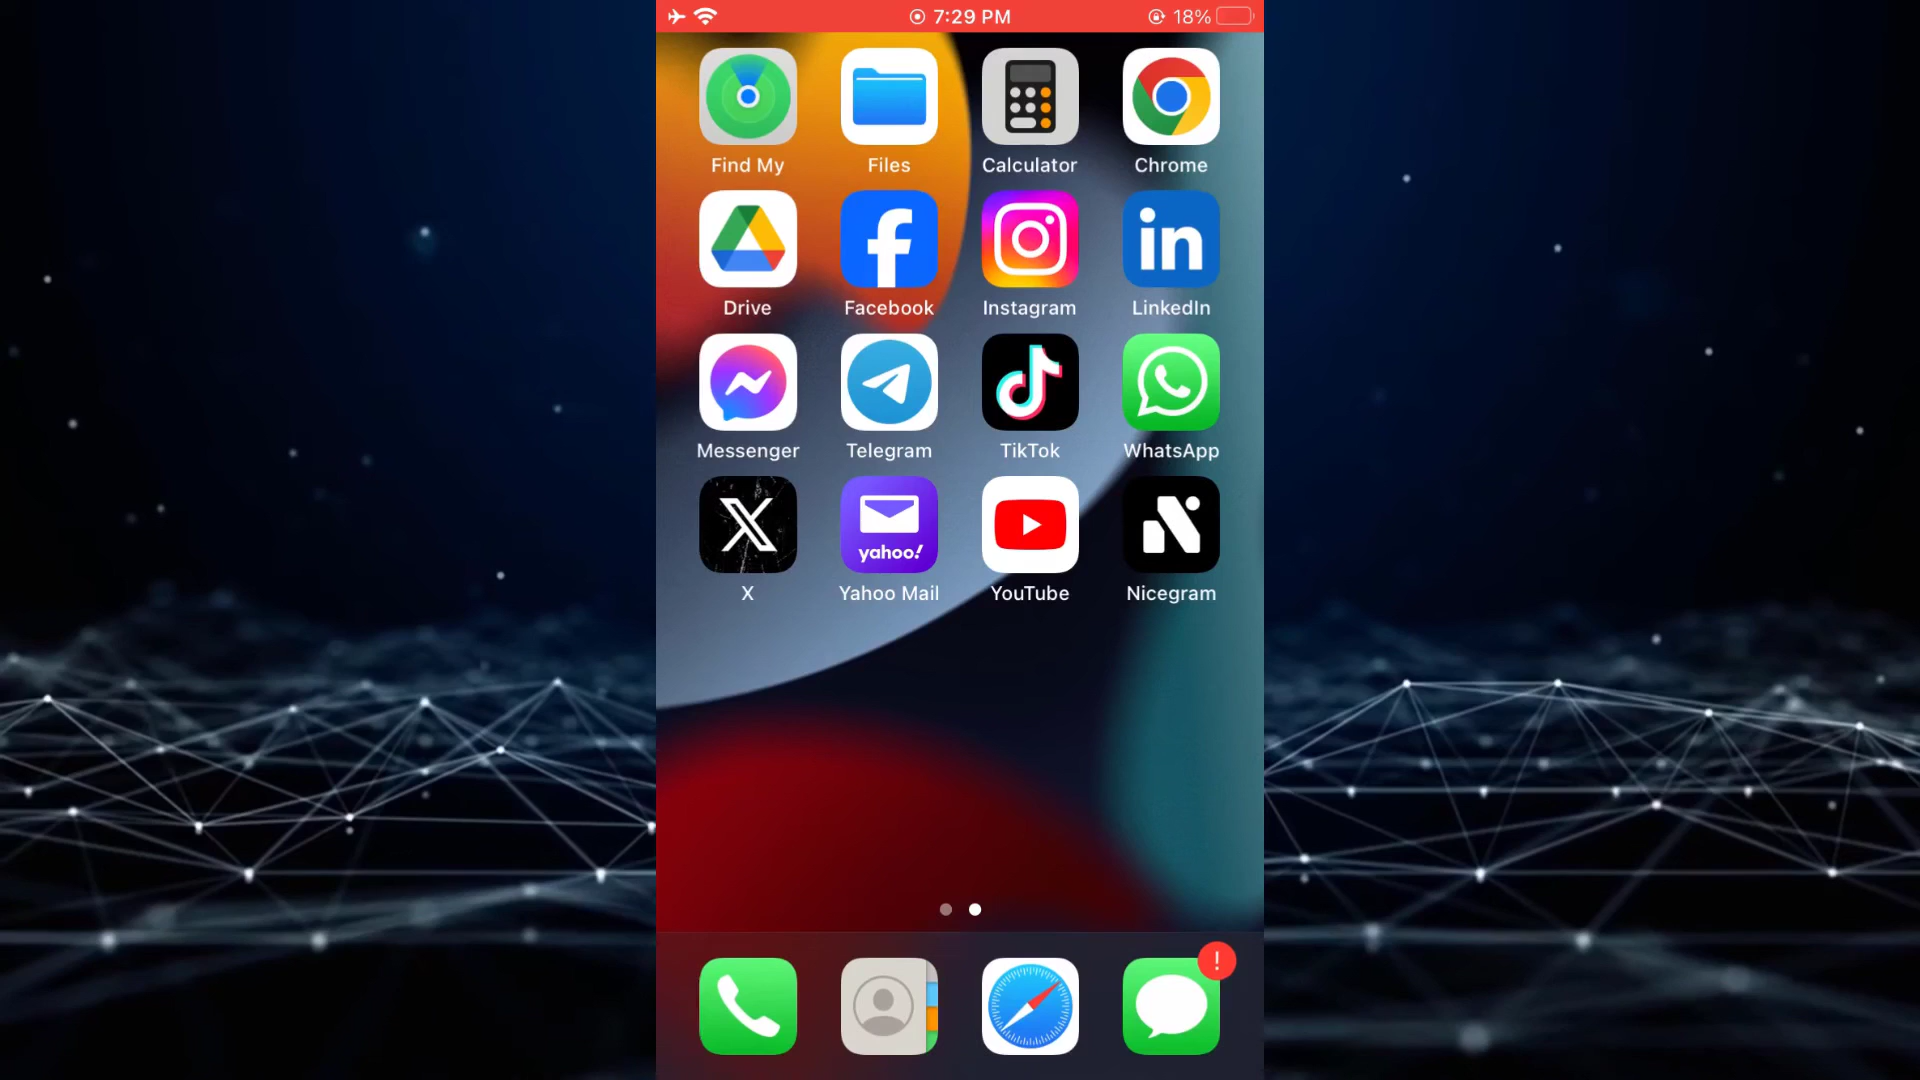 7:29 PM
18%
Find My
Files
Calculator
Chrome
Drive
Facebook
Instagram
in
LinkedIn
Messenger
Telegram
TikTok
WhatsApp
yahoo!
X
Yahoo Mail
YouTube
Nicegram
!